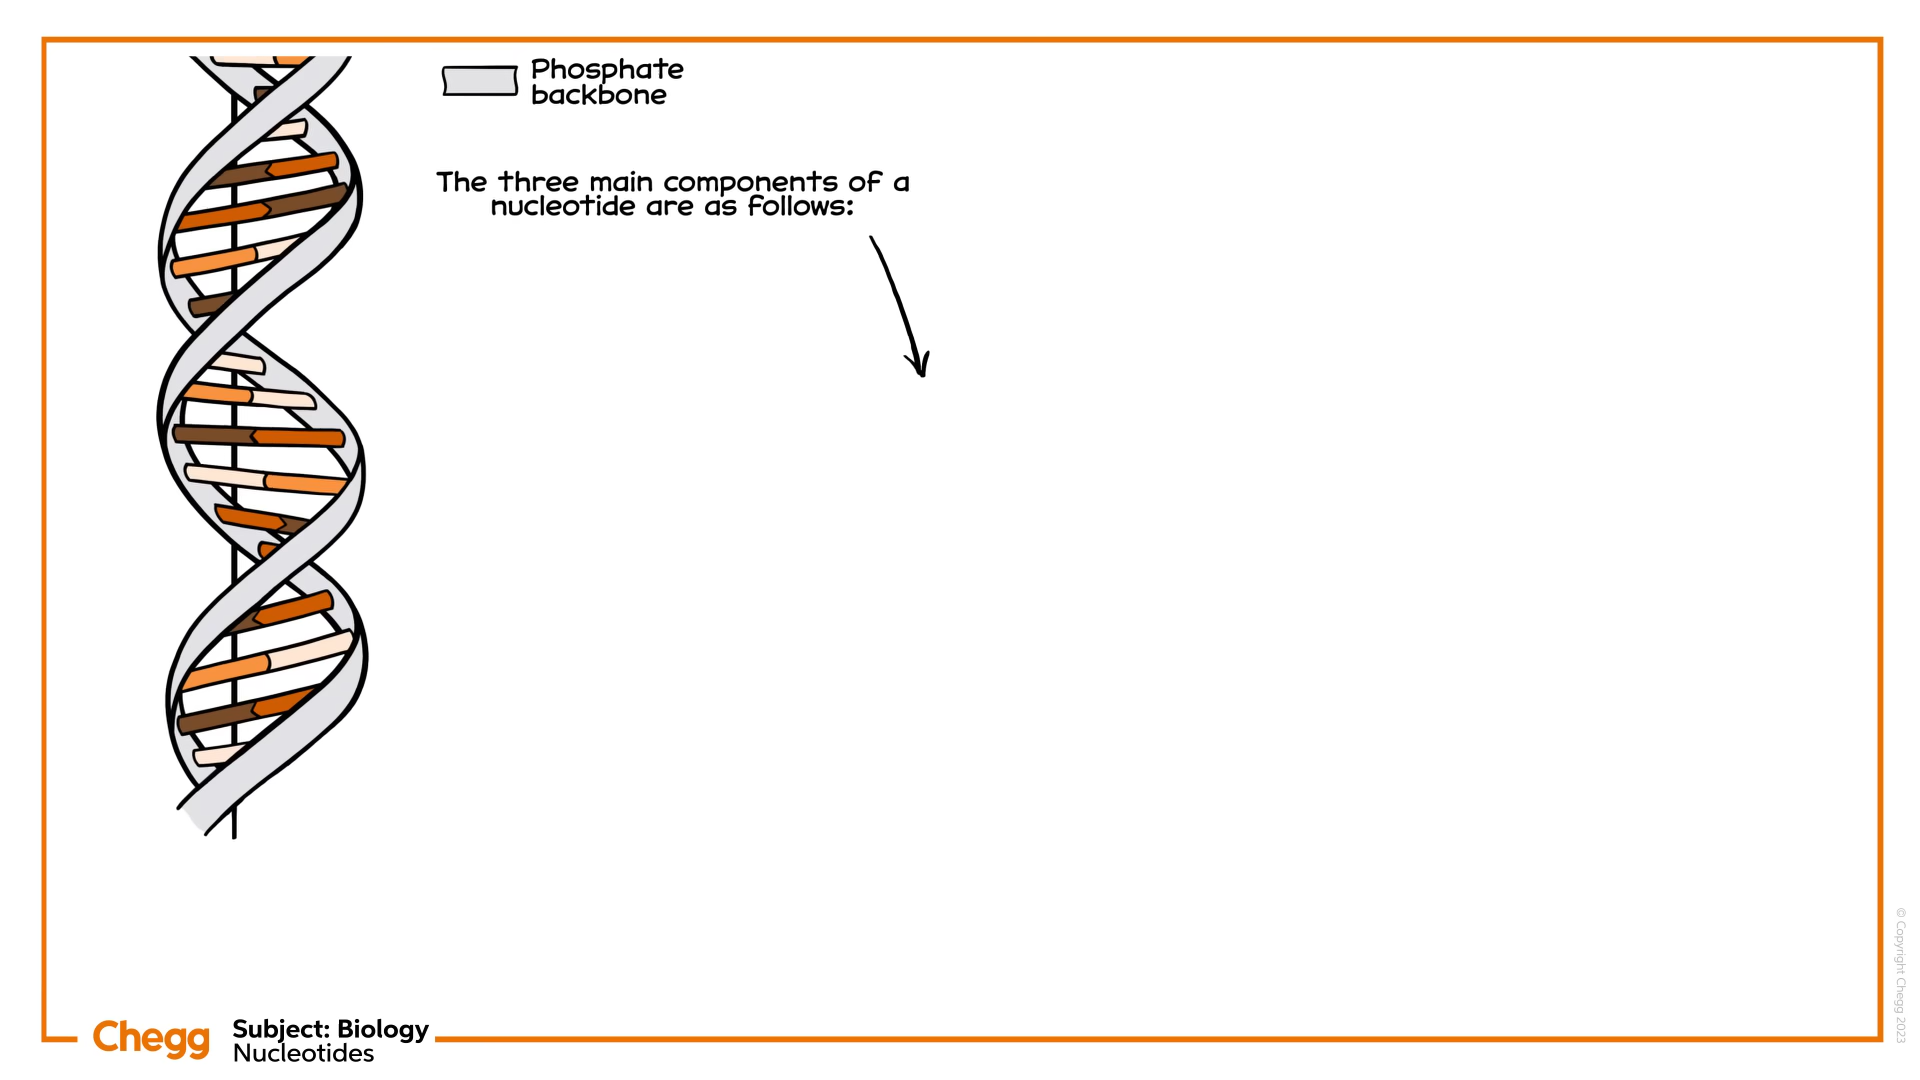 Phosphate
backbone
The three main components of a
nucleotide are as follows:
Chegg
Subject: Biology
Nucleotides
© Copyright Chegg 2023